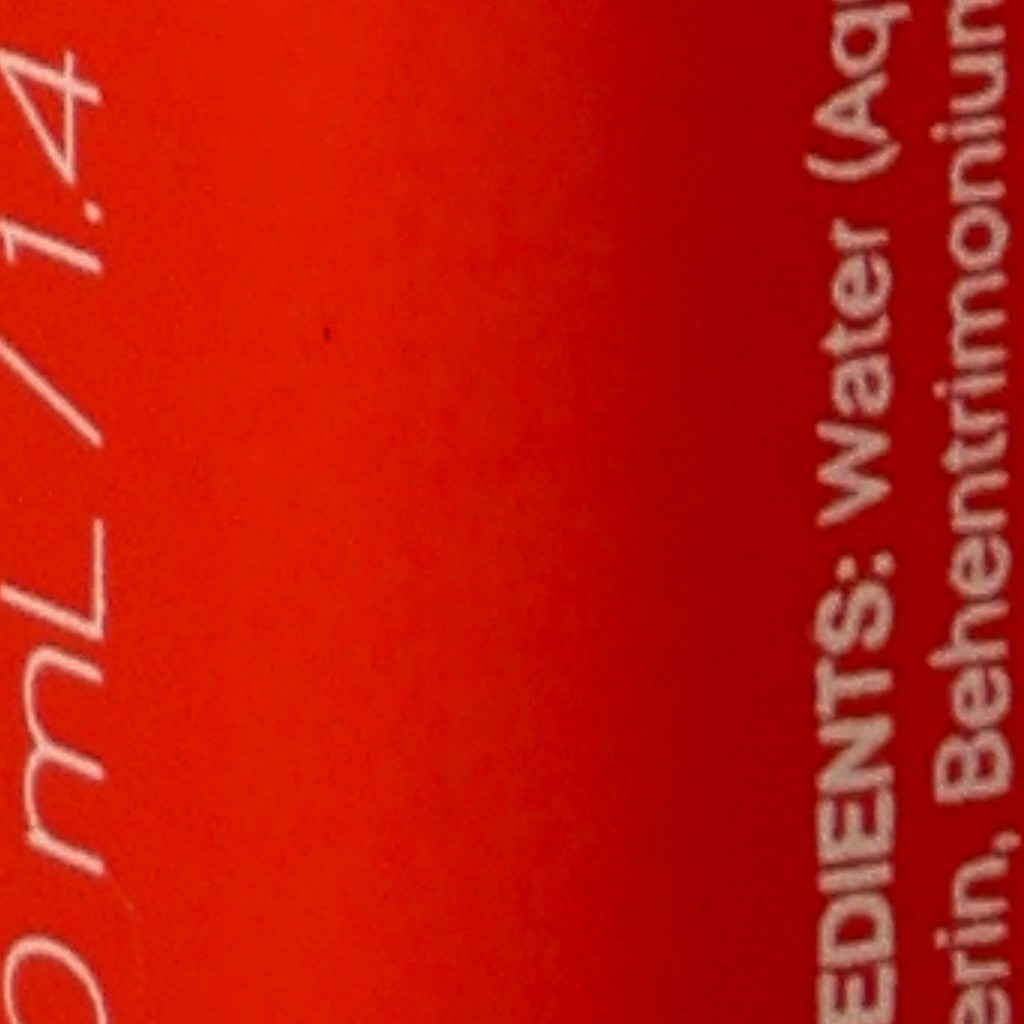 mL / 1.4
EDIENTS: Water (Aq
erin, Behentrimonium